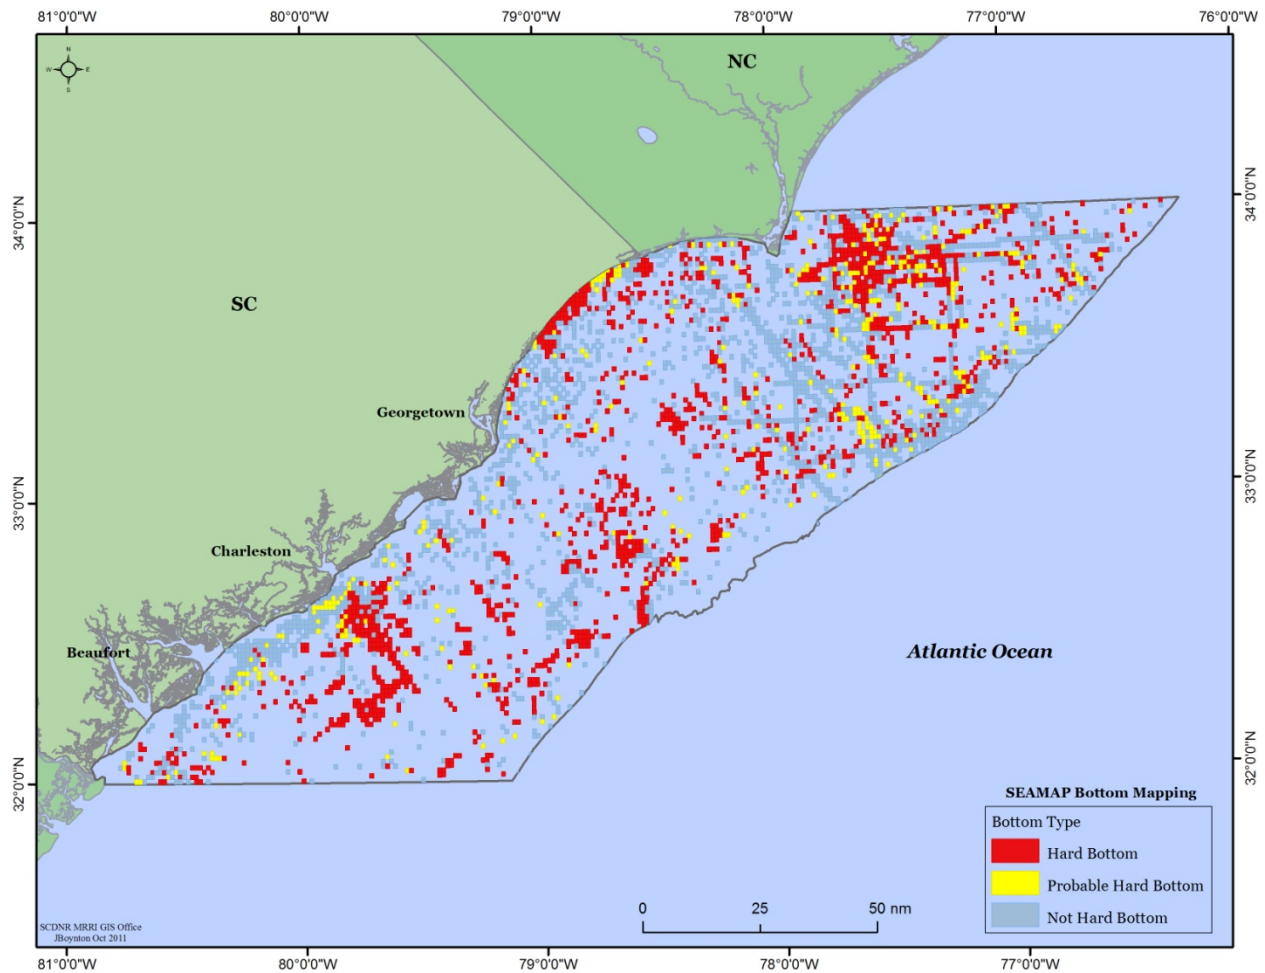 81°0'0"W 80°0'0"W 79°0'0"W 78°0'0"W 77°0'0"W 76°0'0"W
N
W E
S
NC
34°0'0"N 34°0'0"N
SC
Georgetown
33°0'0"N 33°0'0"N
Charleston
Beaufort
Atlantic Ocean
32°0'0"N 32°0'0"N
SEAMAP Bottom Mapping
Bottom Type
Hard Bottom
Probable Hard Bottom
Not Hard Bottom
0 25 50 nm
SCDNR MRRI GIS Office
JBoynton Oct 2011
81°0'0"W 80°0'0"W 79°0'0"W 78°0'0"W 77°0'0"W